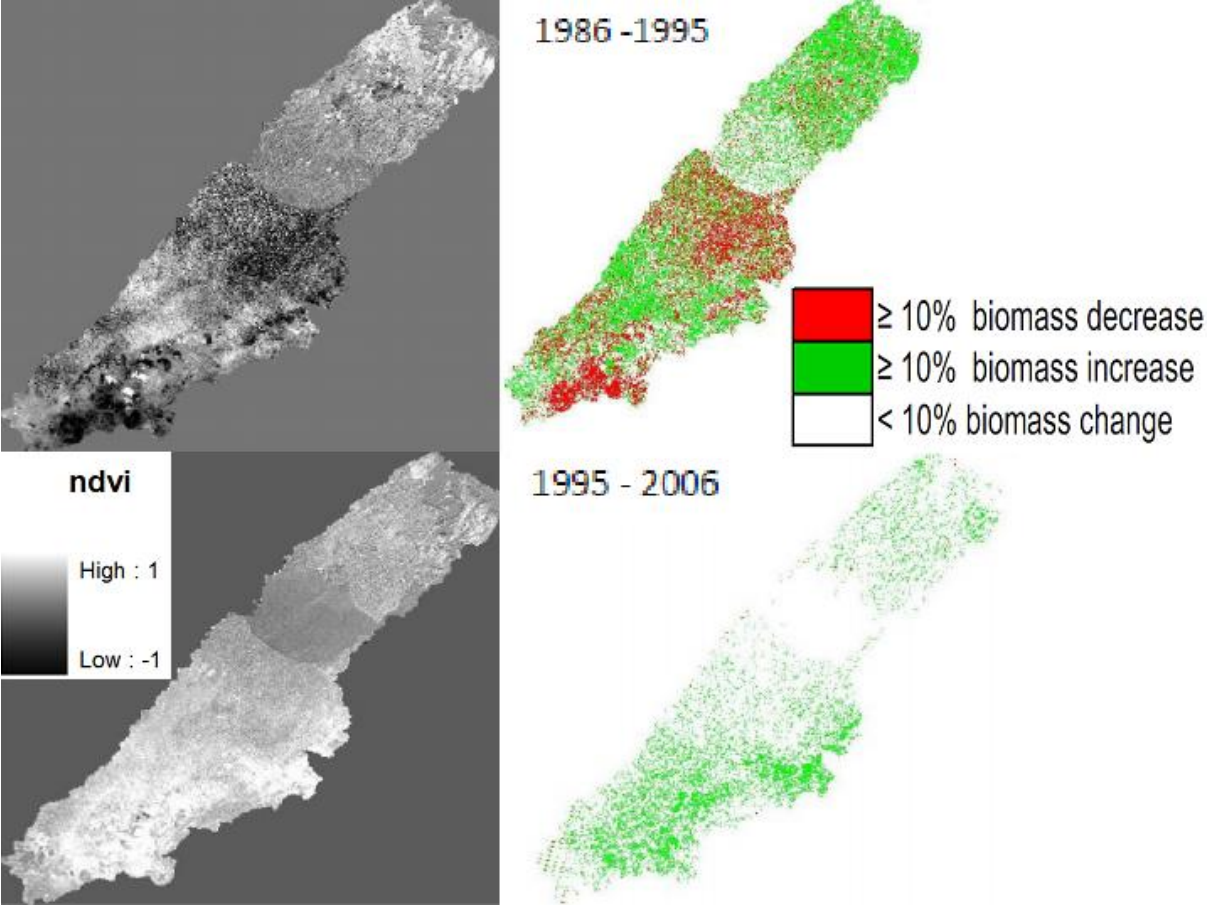 1986 -1995
≥ 10% biomass decrease
≥ 10% biomass increase
< 10% biomass change
ndvi
High : 1
Low : -1
1995 - 2006